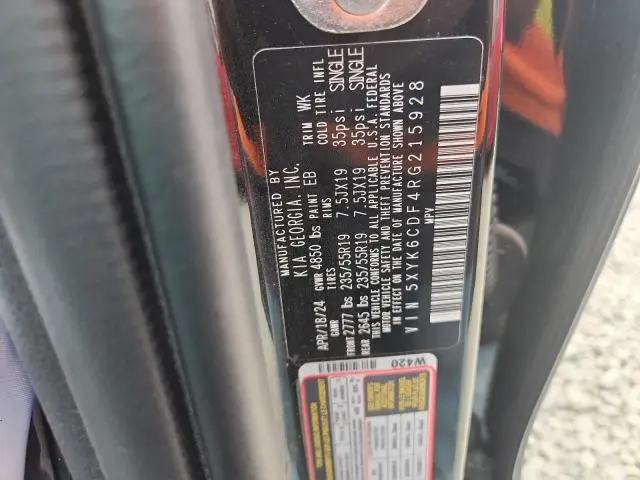 MANUFACTURED BY
KIA GEORGIA, INC.
APR/18/24 GVWR 4850 lbs PAINT EB TRIM WK
GAWR TIRES RIMS COLD TIRE INFL
FRONT 2777 lbs 235/55R19 7.5JX19 35psi SINGLE
REAR 2645 lbs 235/55R19 7.5JX19 35psi SINGLE
THIS VEHICLE CONFORMS TO ALL APPLICABLE U.S.A. FEDERAL
MOTOR VEHICLE SAFETY AND THEFT PREVENTION STANDARDS
IN EFFECT ON THE DATE OF MANUFACTURE SHOWN ABOVE
VIN 5XYK6CDF4RG215928
MPV
W420